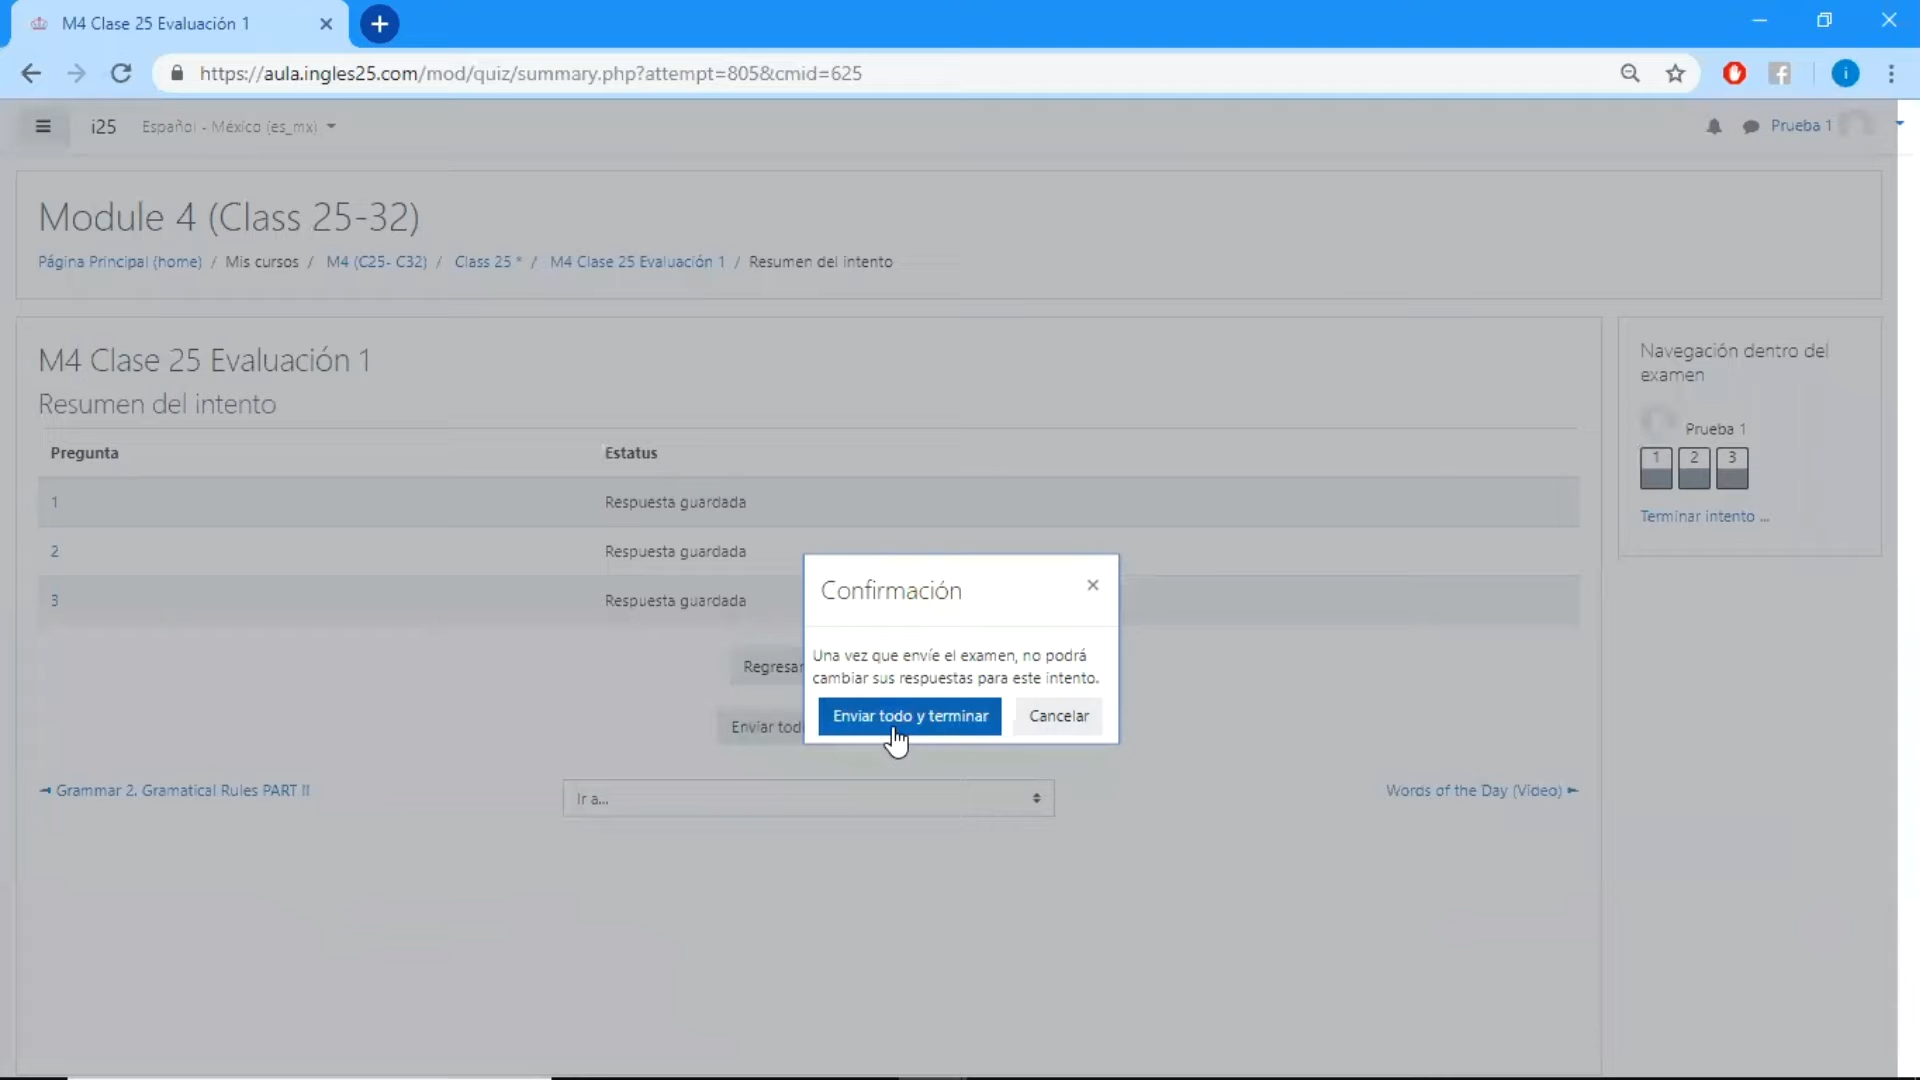 M4 Clase 25 Evaluación 1
https://aula.ingles25.com/mod/quiz/summary.php?attempt=805&cmid=625
i25 Español - México (es_mx)
Prueba 1
Module 4 (Class 25-32)
Página Principal (home) / Mis cursos / M4 (C25- C32) / Class 25 * / M4 Clase 25 Evaluación 1 / Resumen del intento
M4 Clase 25 Evaluación 1
Resumen del intento
Pregunta Estatus
1 Respuesta guardada
2 Respuesta guardada
3 Respuesta guardada
Regresar
Enviar tod
Confirmación
Una vez que envíe el examen, no podrá
cambiar sus respuestas para este intento.
Enviar todo y terminar Cancelar
Grammar 2. Gramatical Rules PART II
Ir a...
Words of the Day (Video)
Navegación dentro del
examen
Prueba 1
1 2 3
Terminar intento ...